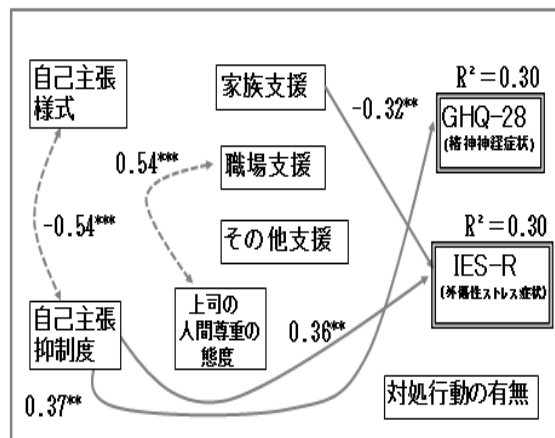 自己主張
様式
家族支援
R²＝0.30
GHQ-28
(精神神経症状)
-0.32**
0.54***
職場支援
-0.54***
その他支援
R²＝0.30
IES-R
(外傷性ストレス症状)
自己主張
抑制度
上司の
人間尊重の
態度
0.36**
0.37**
対処行動の有無